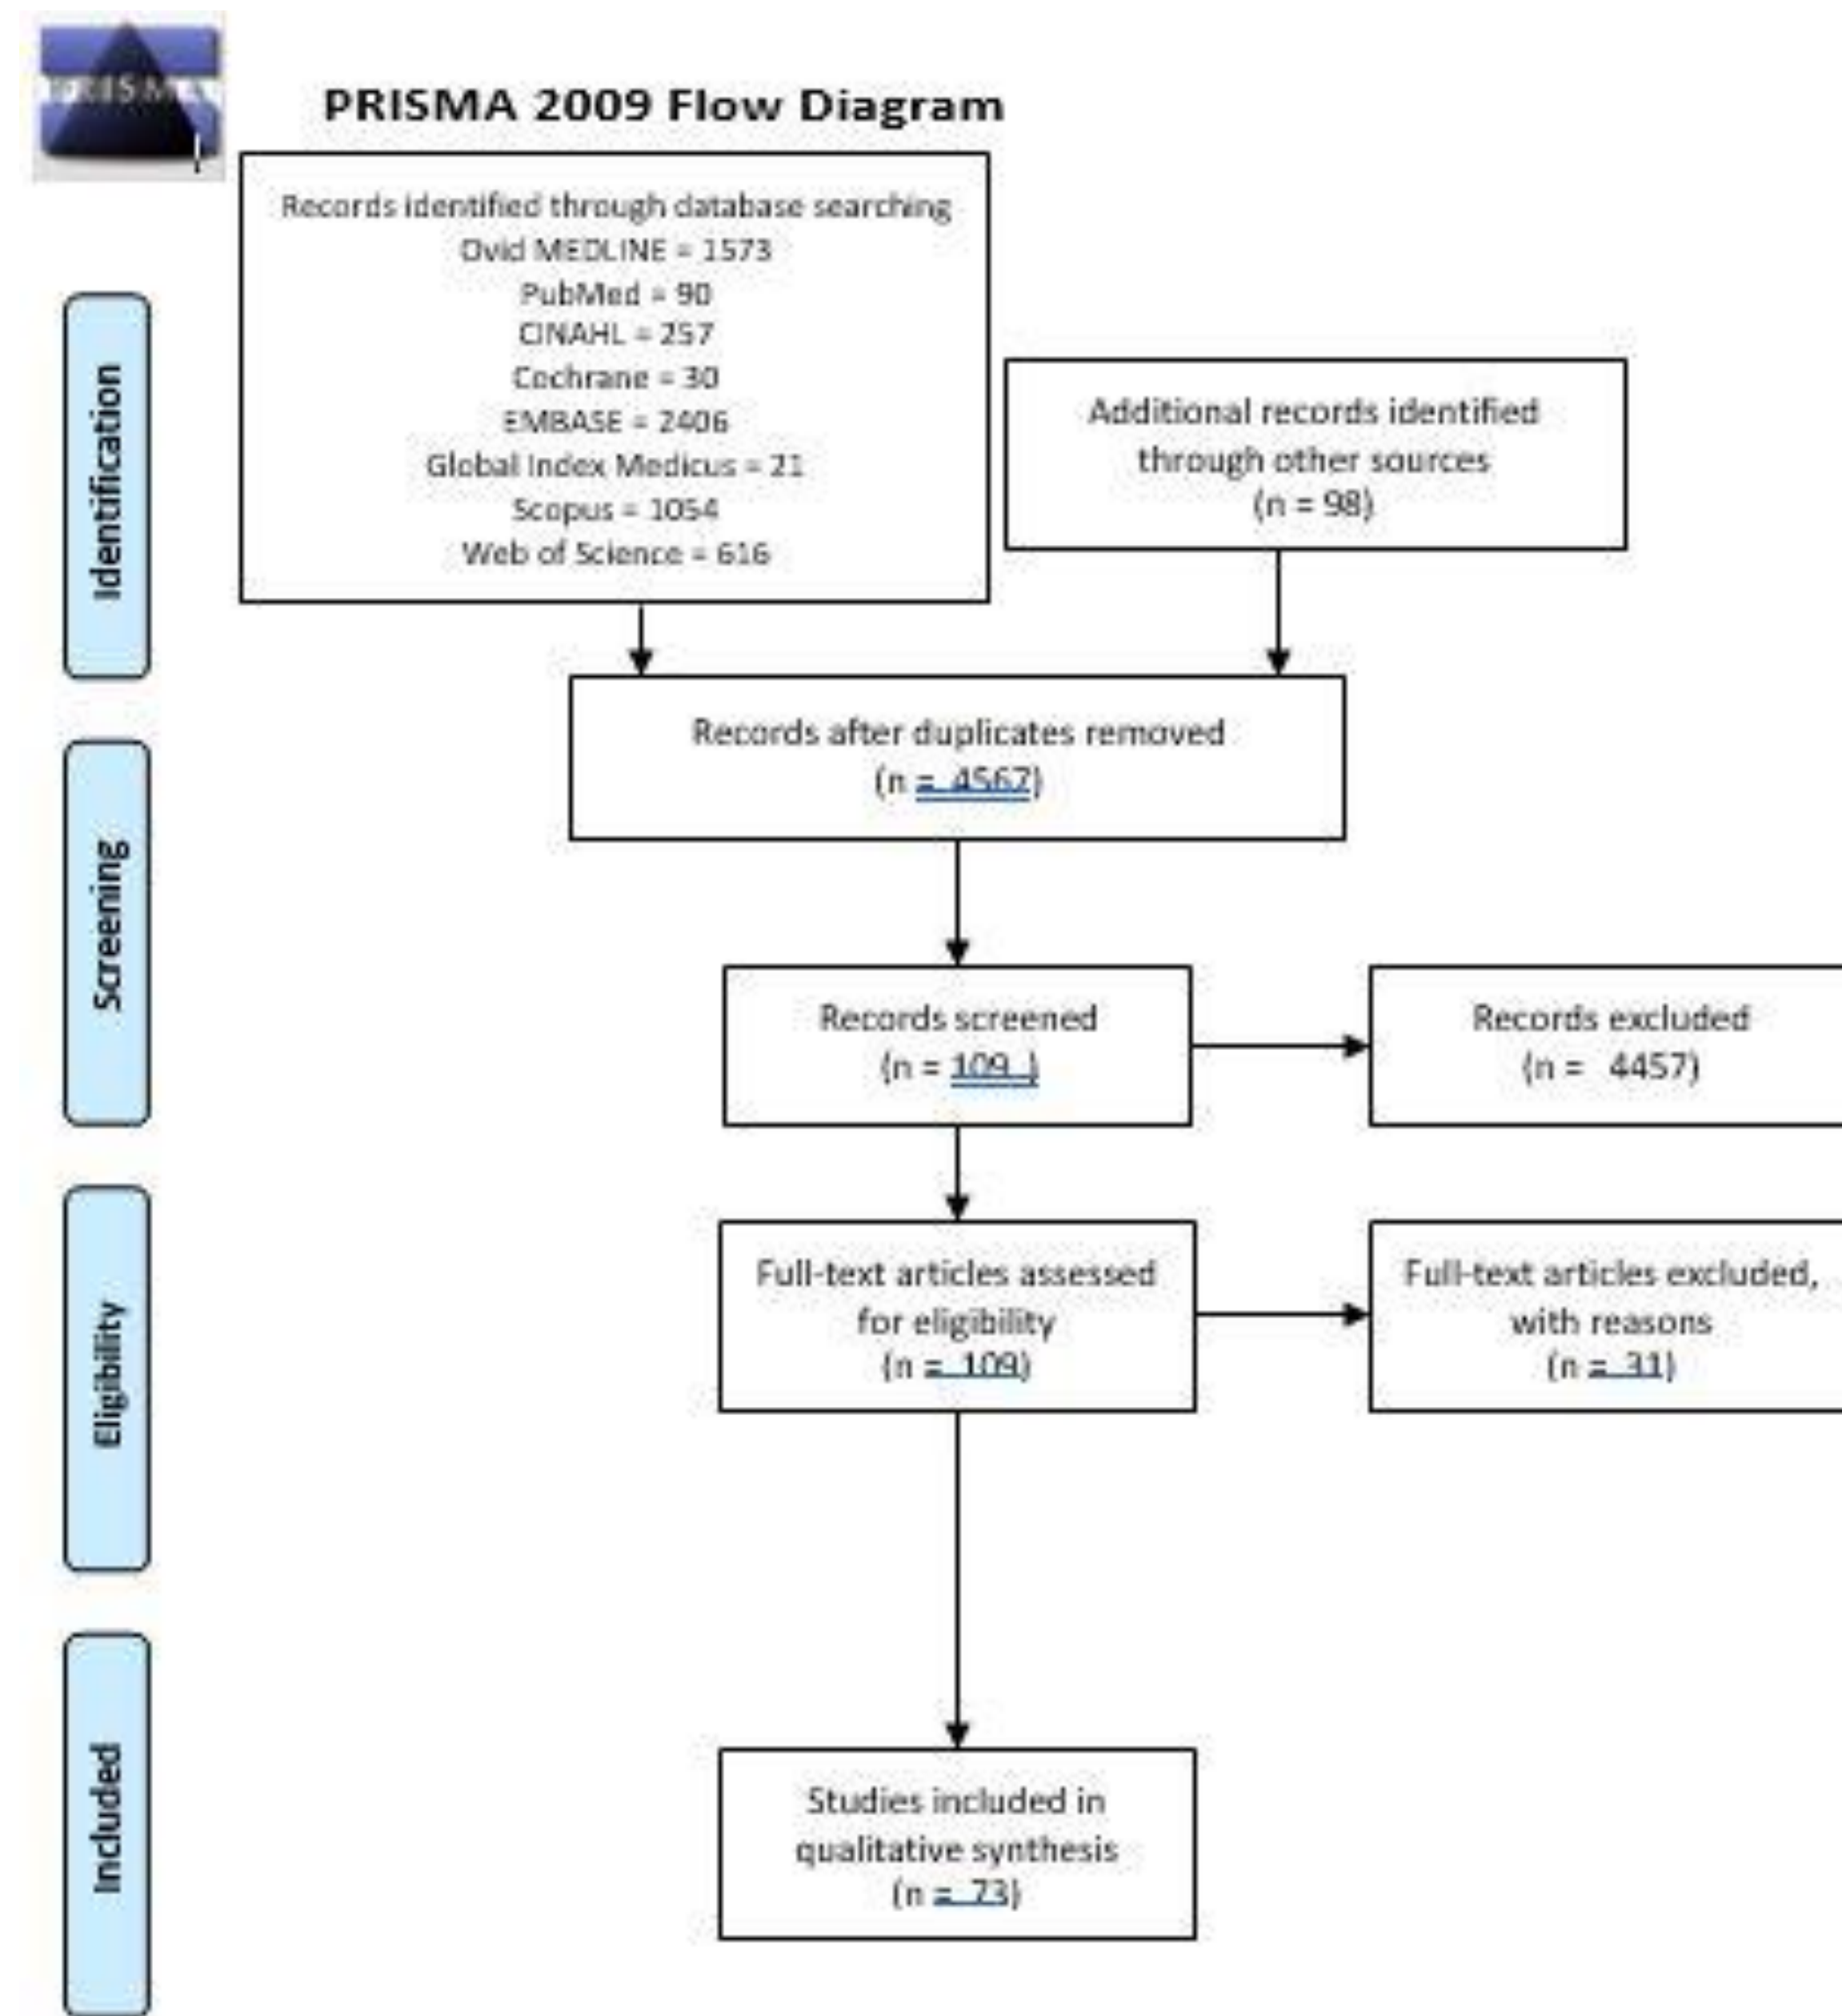 PRISMA
PRISMA 2009 Flow Diagram
Records identified through database searching
Ovid MEDLINE = 1573
PubMed = 90
CINAHL = 257
Cochrane = 30
EMBASE = 2406
Global Index Medicus = 21
Scopus = 1054
Web of Science = 616
Additional records identified
through other sources
(n = 98)
Identification
Records after duplicates removed
(n = 4567)
Screening
Records screened
(n = 109 )
Records excluded
(n = 4457)
Eligibility
Full-text articles assessed
for eligibility
(n = 109)
Full-text articles excluded,
with reasons
(n = 31)
Included
Studies included in
qualitative synthesis
(n = 73)